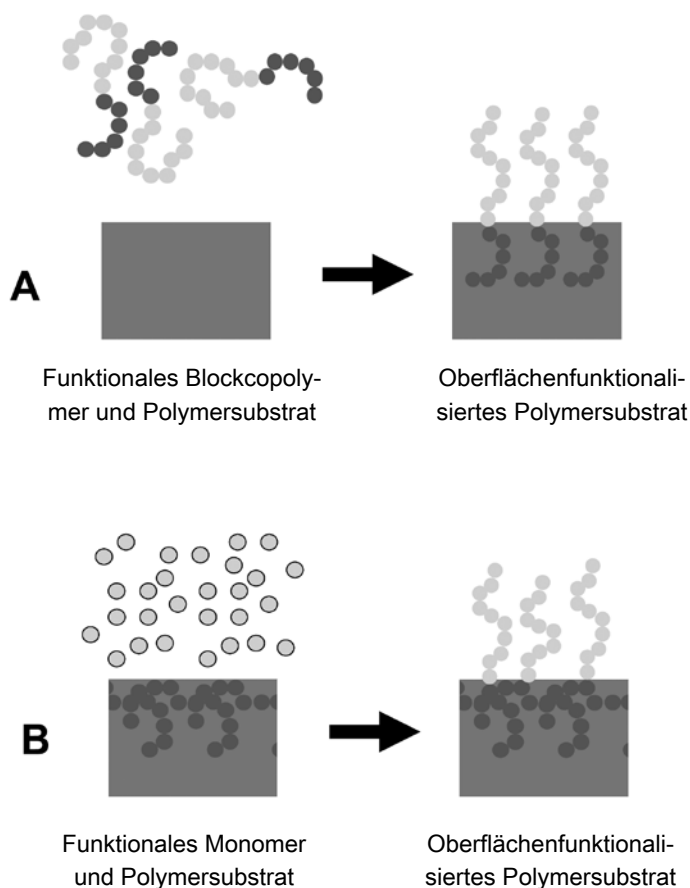 A
Funktionales Blockcopoly-
mer und Polymersubstrat
Oberflächenfunktionali-
siertes Polymersubstrat
B
Funktionales Monomer
und Polymersubstrat
Oberflächenfunktionali-
siertes Polymersubstrat